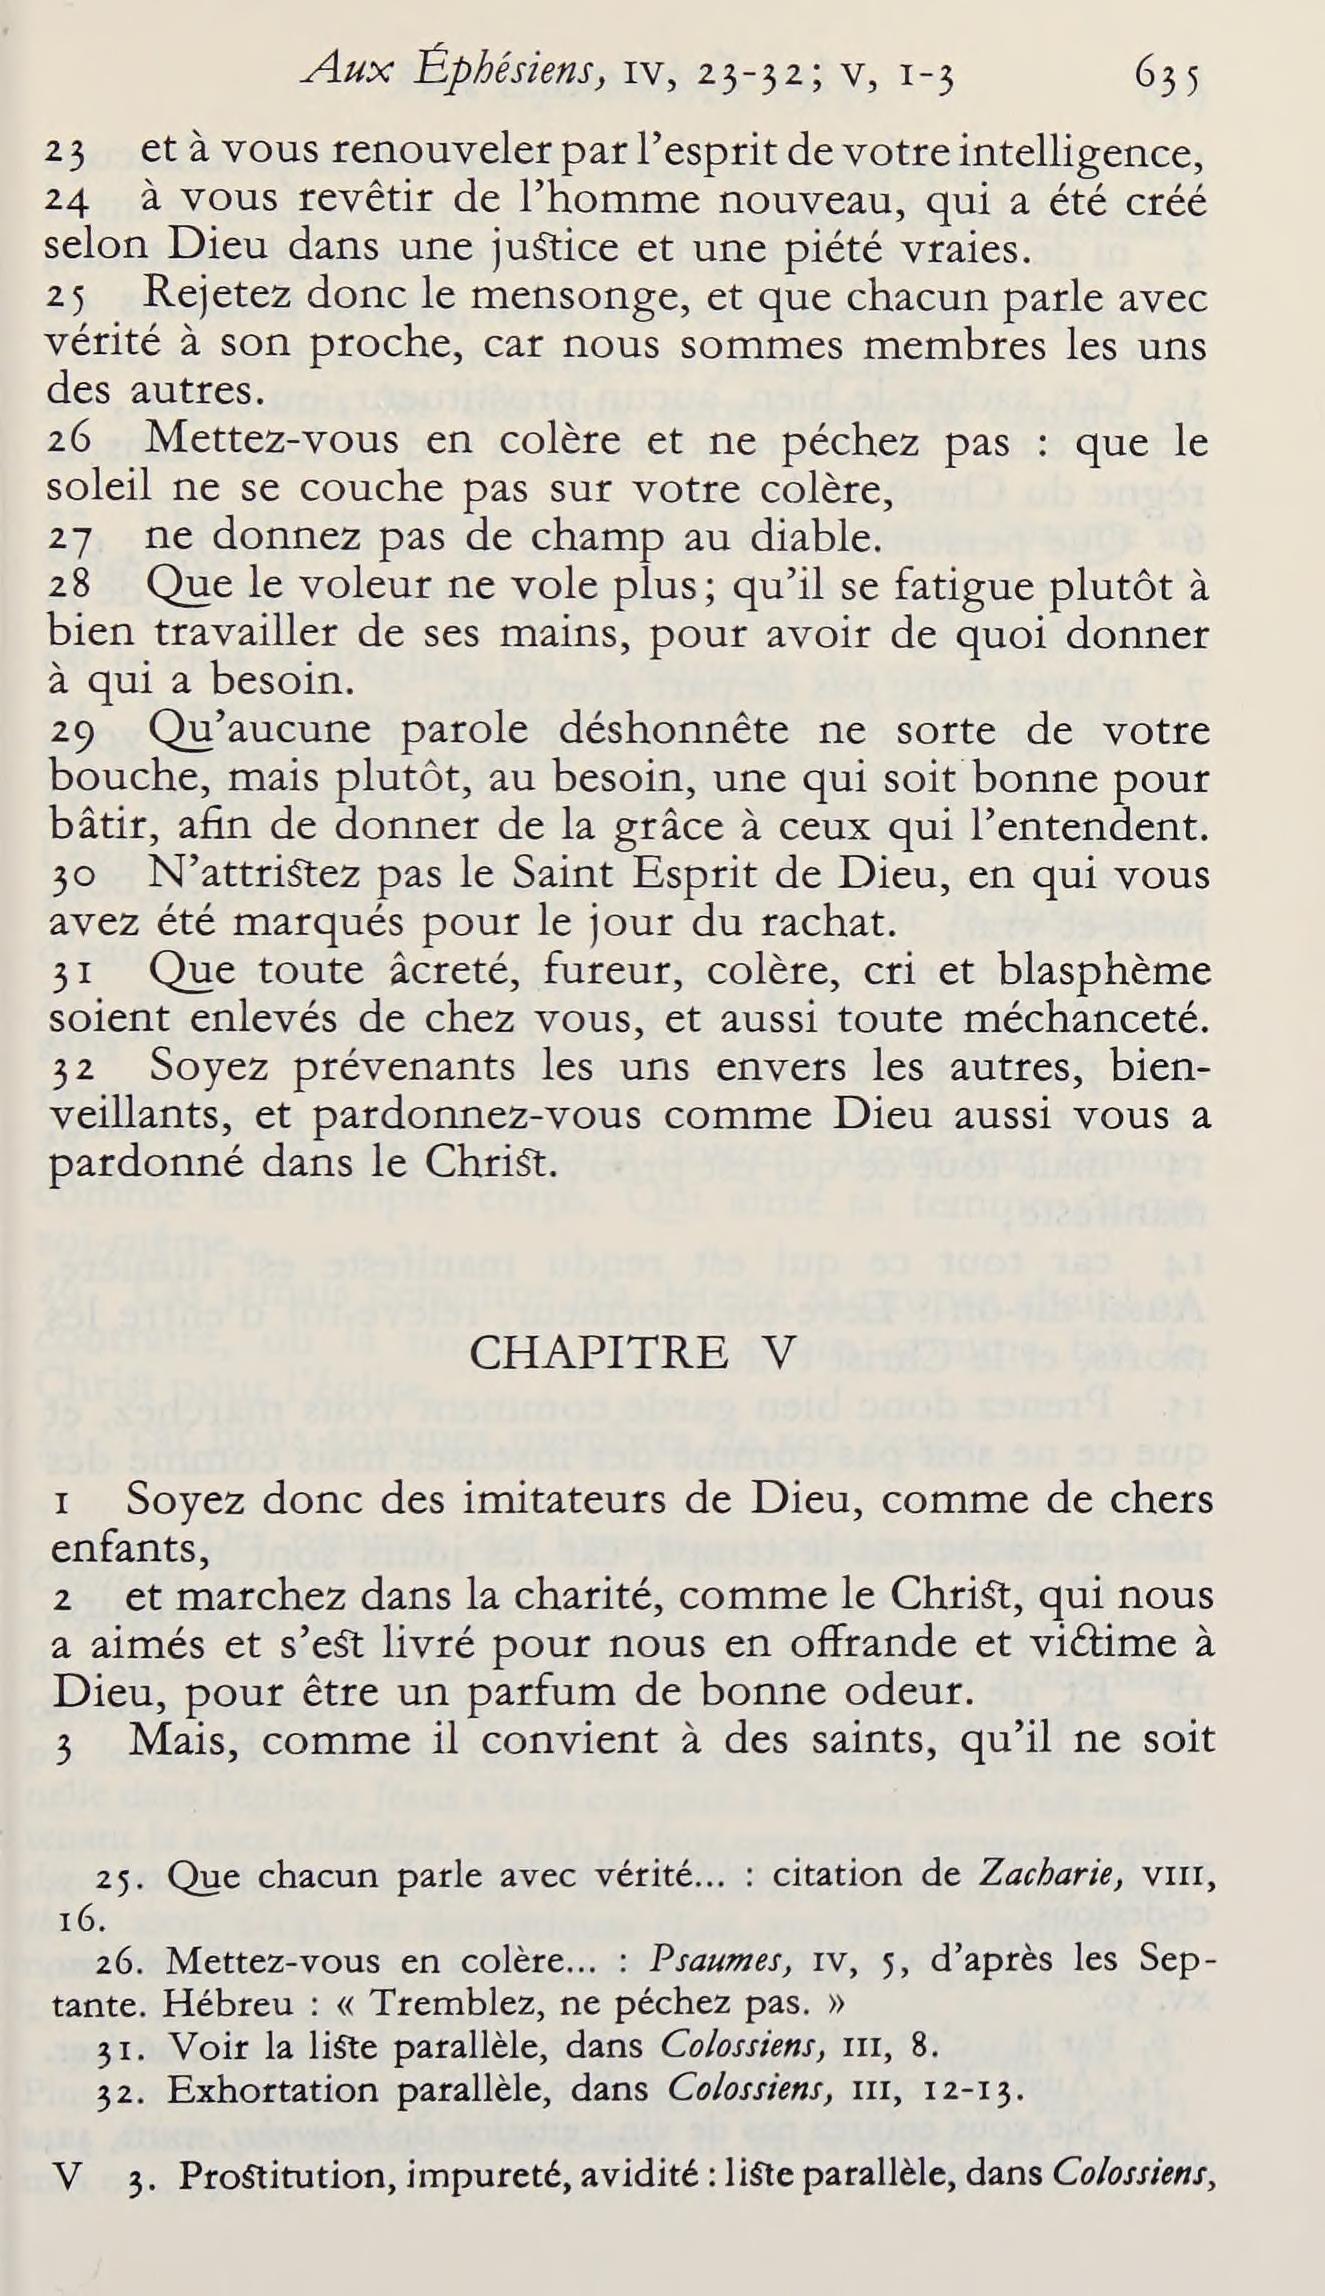 Aux Éphésiens, IV, 23-32; V, 1-3 635
23 et à vous renouveler par l’esprit de votre intelligence,
24 à vous revêtir de l’homme nouveau, qui a été créé
selon Dieu dans une justice et une piété vraies.
25 Rejetez donc le mensonge, et que chacun parle avec
vérité à son proche, car nous sommes membres les uns
des autres.
26 Mettez-vous en colère et ne péchez pas : que le
soleil ne se couche pas sur votre colère,
27 ne donnez pas de champ au diable.
28 Que le voleur ne vole plus; qu’il se fatigue plutôt à
bien travailler de ses mains, pour avoir de quoi donner
à qui a besoin.
29 Qu’aucune parole déshonnête ne sorte de votre
bouche, mais plutôt, au besoin, une qui soit bonne pour
bâtir, afin de donner de la grâce à ceux qui l’entendent.
30 N’attristez pas le Saint Esprit de Dieu, en qui vous
avez été marqués pour le jour du rachat.
31 Que toute âcreté, fureur, colère, cri et blasphème
soient enlevés de chez vous, et aussi toute méchanceté.
32 Soyez prévenants les uns envers les autres, bien-
veillants, et pardonnez-vous comme Dieu aussi vous a
pardonné dans le Christ.
CHAPITRE V
1 Soyez donc des imitateurs de Dieu, comme de chers
enfants,
2 et marchez dans la charité, comme le Christ, qui nous
a aimés et s’est livré pour nous en offrande et victime à
Dieu, pour être un parfum de bonne odeur.
3 Mais, comme il convient à des saints, qu’il ne soit
25. Que chacun parle avec vérité... : citation de Zacharie, VIII,
16.
26. Mettez-vous en colère... : Psaumes, IV, 5, d’après les Sep-
tante. Hébreu : « Tremblez, ne péchez pas. »
31. Voir la liste parallèle, dans Colossiens, III, 8.
32. Exhortation parallèle, dans Colossiens, III, 12-13.
V 3. Prostitution, impureté, avidité : liste parallèle, dans Colossiens,